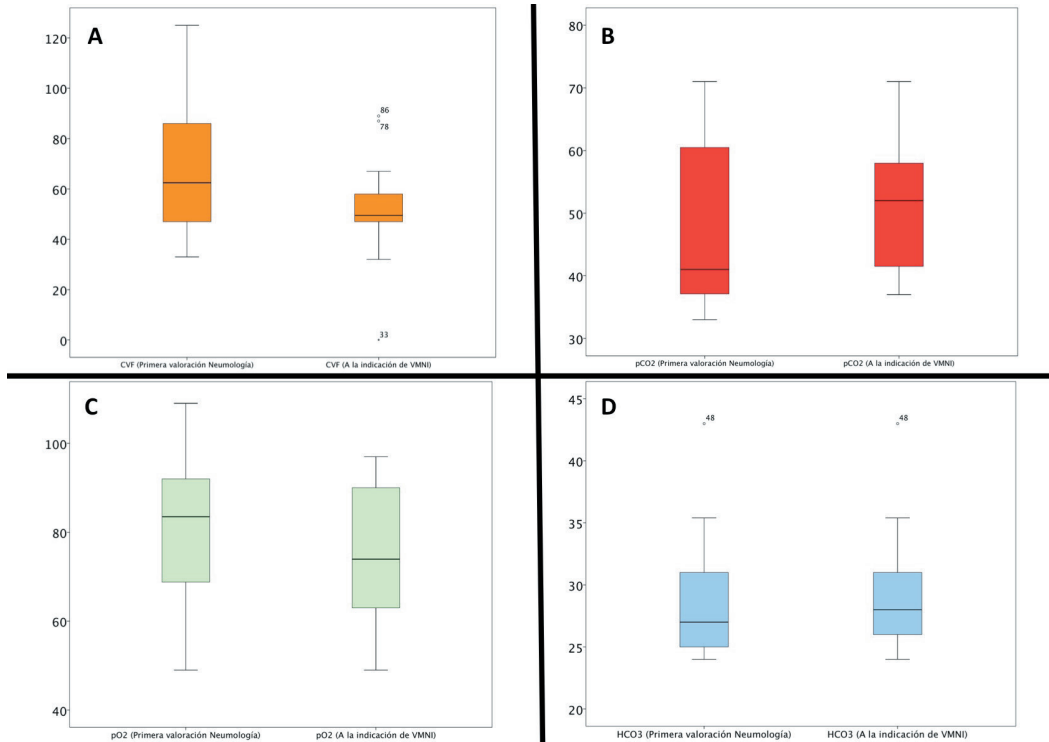 A
120
100
80
60
40
20
0
86
78
33
CVF (Primera valoración Neumología)
CVF (A la indicación de VMNI)
B
80
70
60
50
40
30
pCO2 (Primera valoración Neumología)
pCO2 (A la indicación de VMNI)
C
100
80
60
40
pO2 (Primera valoración Neumología)
pO2 (A la indicación de VMNI)
D
45
40
35
30
25
20
48
48
HCO3 (Primera valoración Neumología)
HCO3 (A la indicación de VMNI)